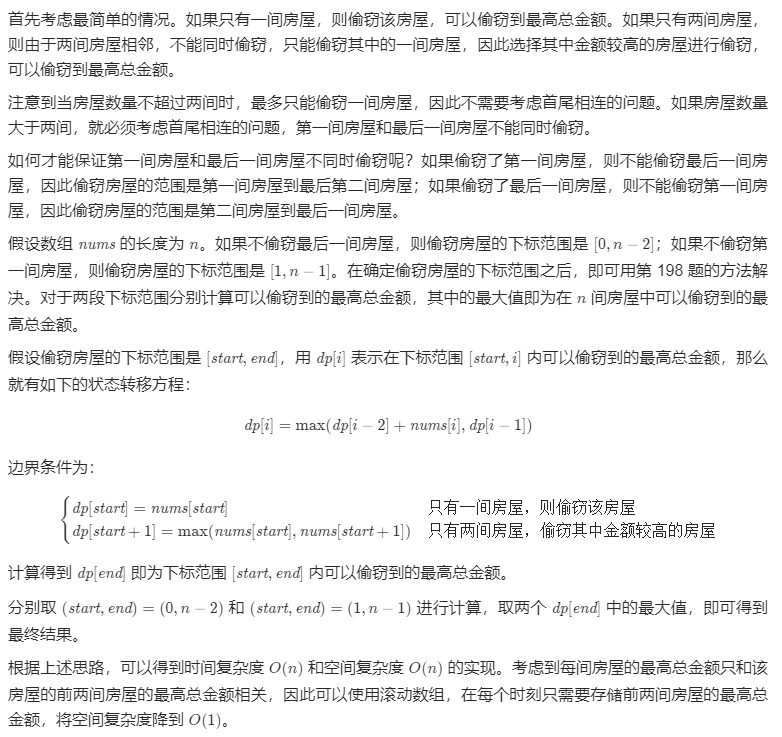 首先考虑最简单的情况。如果只有一间房屋，则偷窃该房屋，可以偷窃到最高总金额。如果只有两间房屋，
则由于两间房屋相邻，不能同时偷窃，只能偷窃其中的一间房屋，因此选择其中金额较高的房屋进行偷窃，
可以偷窃到最高总金额。
注意到当房屋数量不超过两间时，最多只能偷窃一间房屋，因此不需要考虑首尾相连的问题。如果房屋数量
大于两间，就必须考虑首尾相连的问题，第一间房屋和最后一间房屋不能同时偷窃。
如何才能保证第一间房屋和最后一间房屋不同时偷窃呢？如果偷窃了第一间房屋，则不能偷窃最后一间房
屋，因此偷窃房屋的范围是第一间房屋到最后第二间房屋；如果偷窃了最后一间房屋，则不能偷窃第一间房
屋，因此偷窃房屋的范围是第二间房屋到最后一间房屋。
假设数组 nums 的长度为 n。如果不偷窃最后一间房屋，则偷窃房屋的下标范围是 [0, n − 2]；如果不偷窃第
一间房屋，则偷窃房屋的下标范围是 [1, n − 1]。在确定偷窃房屋的下标范围之后，即可用第 198 题的方法解
决。对于两段下标范围分别计算可以偷窃到的最高总金额，其中的最大值即为在 n 间房屋中可以偷窃到的最
高总金额。
假设偷窃房屋的下标范围是 [start, end]，用 dp[i] 表示在下标范围 [start, i] 内可以偷窃到的最高总金额，那么
就有如下的状态转移方程：
dp[i] = max(dp[i − 2] + nums[i], dp[i − 1])
边界条件为：
{ dp[start] = nums[start] 只有一间房屋，则偷窃该房屋
dp[start + 1] = max(nums[start], nums[start + 1]) 只有两间房屋，偷窃其中金额较高的房屋
计算得到 dp[end] 即为下标范围 [start, end] 内可以偷窃到的最高总金额。
分别取 (start, end) = (0, n − 2) 和 (start, end) = (1, n − 1) 进行计算，取两个 dp[end] 中的最大值，即可得到
最终结果。
根据上述思路，可以得到时间复杂度 O(n) 和空间复杂度 O(n) 的实现。考虑到每间房屋的最高总金额只和该
房屋的前两间房屋的最高总金额相关，因此可以使用滚动数组，在每个时刻只需要存储前两间房屋的最高总
金额，将空间复杂度降到 O(1)。